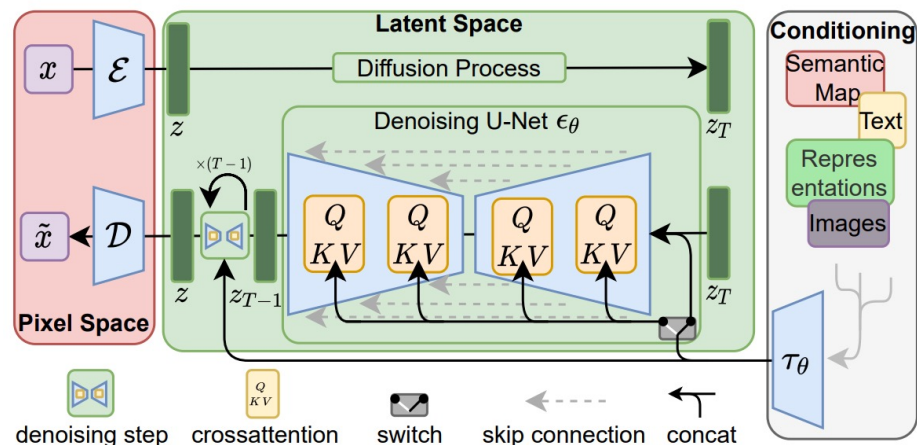 Latent Space
Conditioning
x
ℰ
z
Diffusion Process
z_T
Semantic
Map
Text
Denoising U-Net ϵ_θ
×(T−1)
Repres
entations
Images
x̃
𝒟
z
z_{T−1}
Q
KV
Q
KV
Q
KV
Q
KV
z_T
Pixel Space
τ_θ
Q
KV
denoising step
crossattention
switch
skip connection
concat